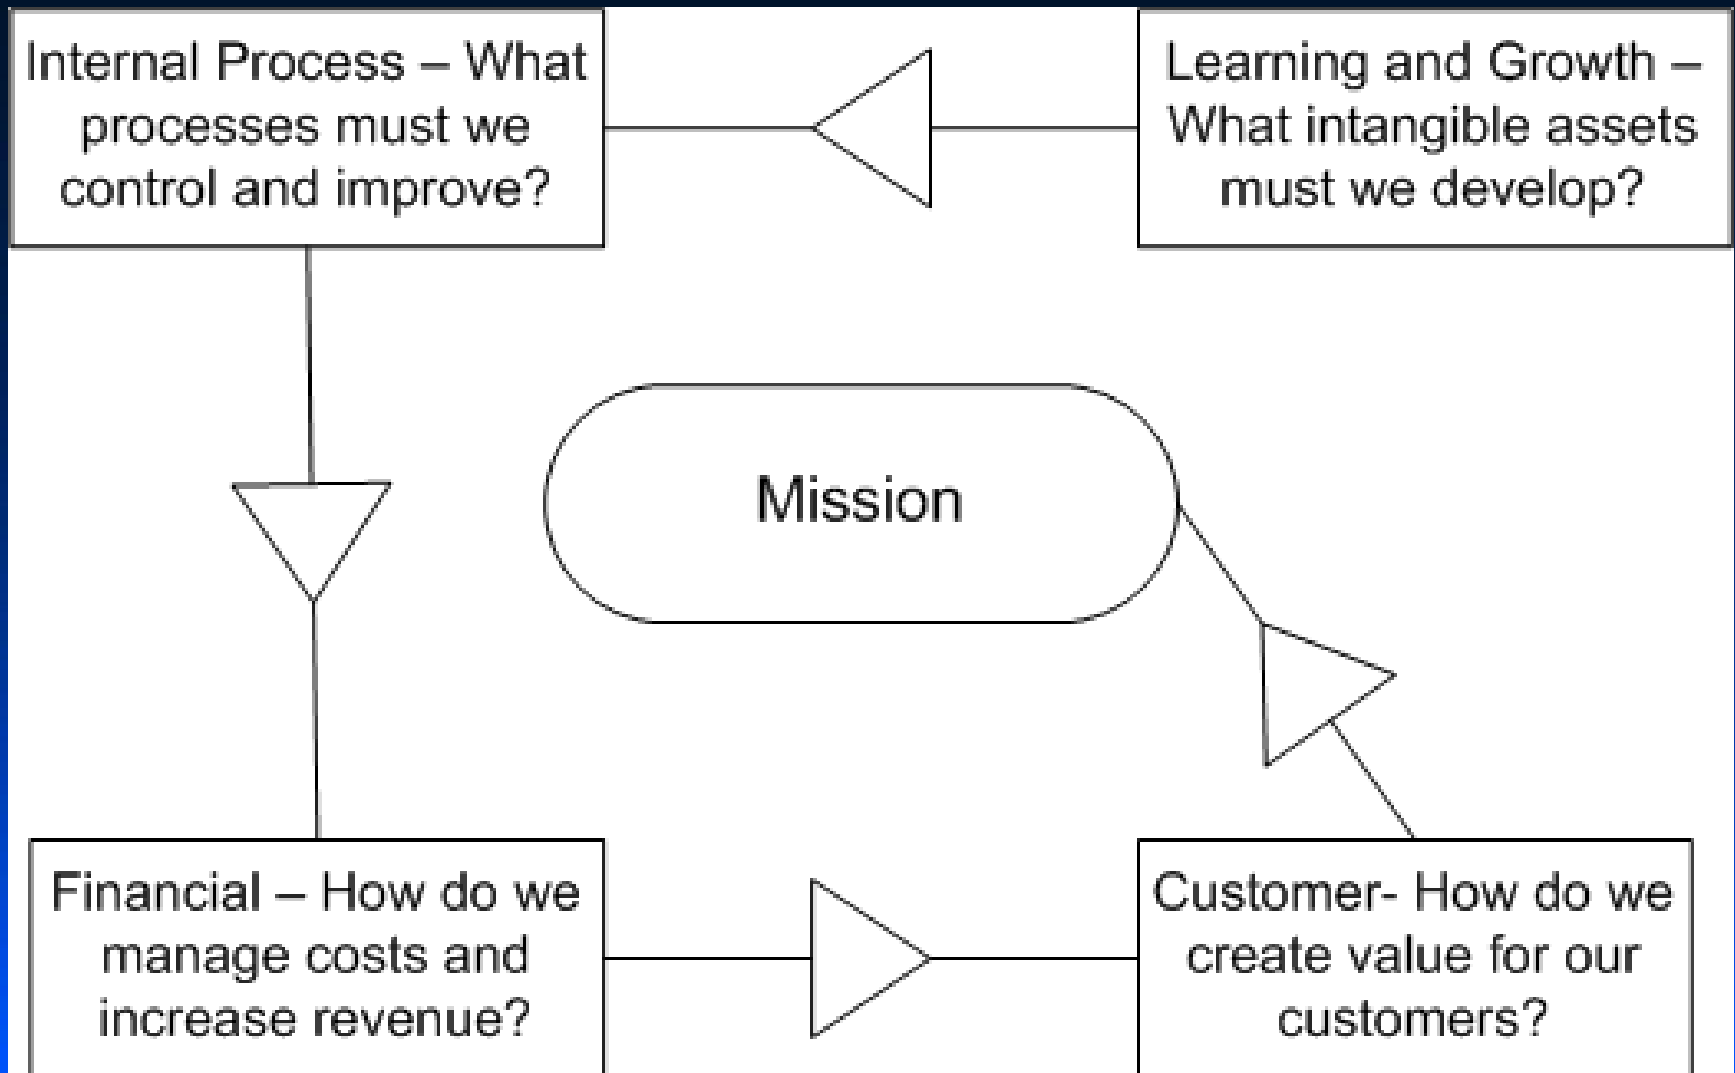 Internal Process – What
processes must we
control and improve?
Learning and Growth –
What intangible assets
must we develop?
Mission
Financial – How do we
manage costs and
increase revenue?
Customer- How do we
create value for our
customers?